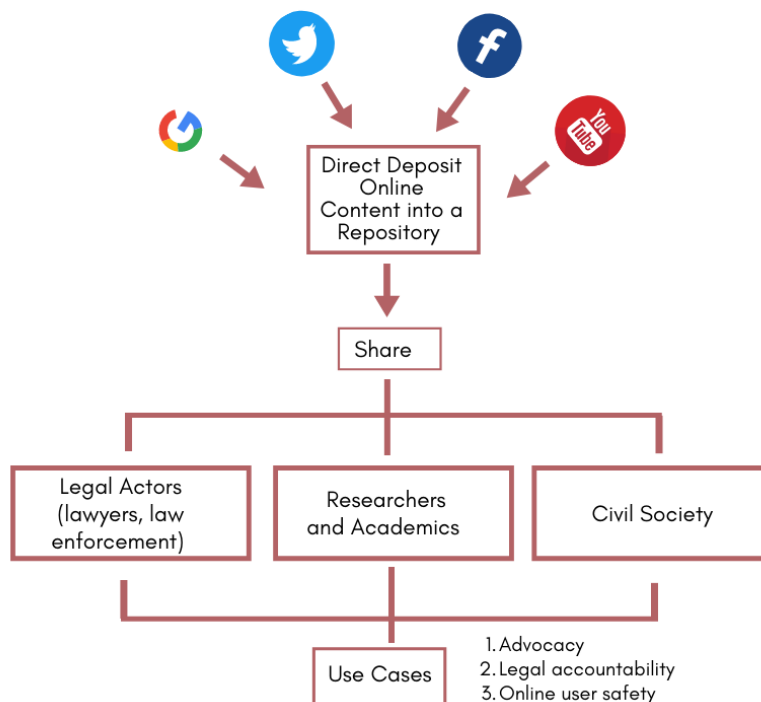 You
Tube
Direct Deposit
Online
Content into a
Repository
Share
Legal Actors
(lawyers, law
enforcement)
Researchers
and Academics
Civil Society
Use Cases
1. Advocacy
2. Legal accountability
3. Online user safety